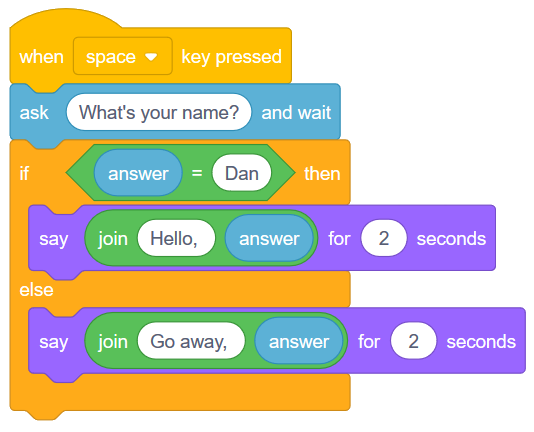 when space key pressed
ask What's your name? and wait
if answer = Dan then
say join Hello, answer for 2 seconds
else
say join Go away, answer for 2 seconds